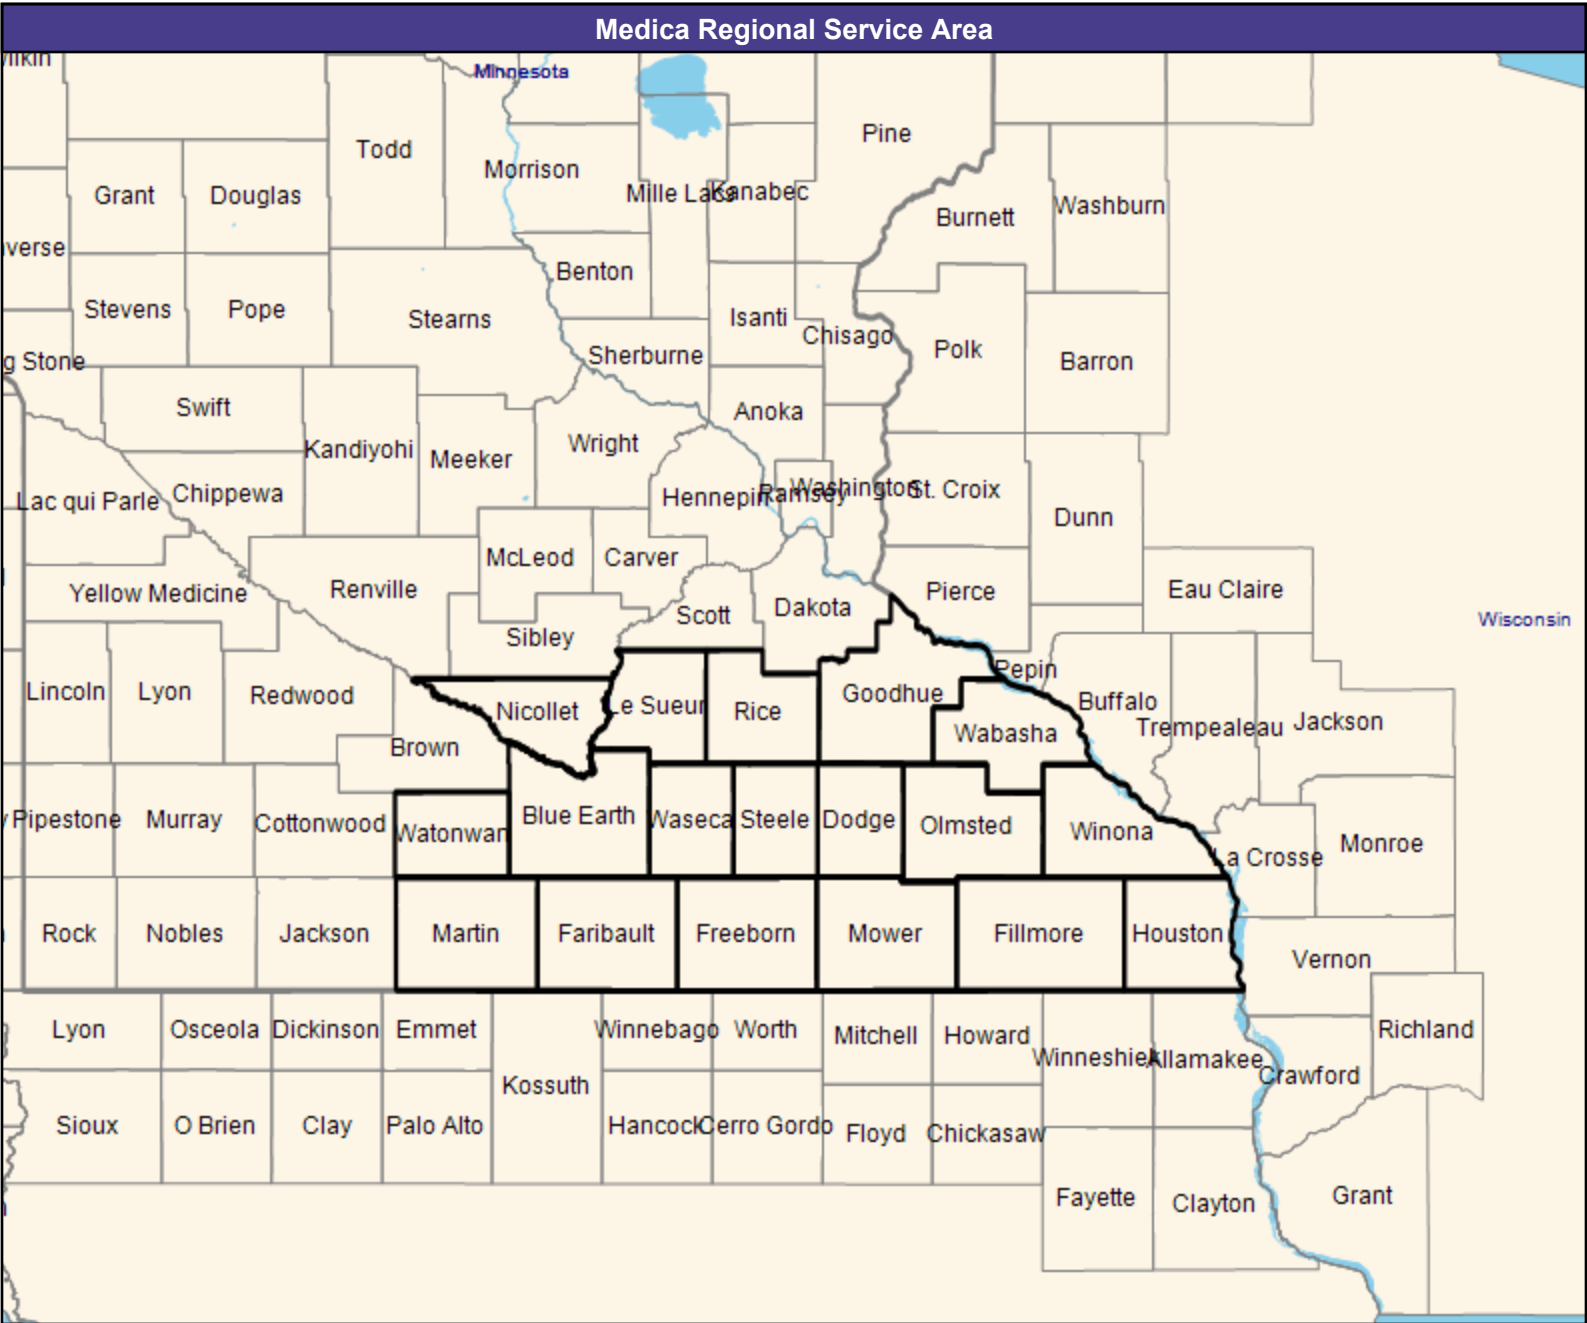 Medica Regional Service Area
Minnesota
Pine
Todd
Morrison
Grant
Douglas
Mille Lacs
Kanabec
Burnett
Washburn
Benton
Stevens
Pope
Stearns
Isanti
Chisago
Sherburne
Polk
Barron
g Stone
Swift
Anoka
Kandiyohi
Meeker
Wright
Lac qui Parle
Chippewa
Hennepin
Ramsey
Washington
St. Croix
Dunn
McLeod
Carver
Yellow Medicine
Renville
Scott
Dakota
Pierce
Eau Claire
Wisconsin
Sibley
Pepin
Lincoln
Lyon
Redwood
Nicollet
Le Sueur
Rice
Goodhue
Buffalo
Trempealeau
Jackson
Brown
Wabasha
Pipestone
Murray
Cottonwood
Watonwan
Blue Earth
Waseca
Steele
Dodge
Olmsted
Winona
La Crosse
Monroe
Rock
Nobles
Jackson
Martin
Faribault
Freeborn
Mower
Fillmore
Houston
Vernon
Lyon
Osceola
Dickinson
Emmet
Winnebago
Worth
Mitchell
Howard
Winneshiek
Allamakee
Crawford
Richland
Kossuth
Sioux
O Brien
Clay
Palo Alto
Hancock
Cerro Gordo
Floyd
Chickasaw
Fayette
Clayton
Grant